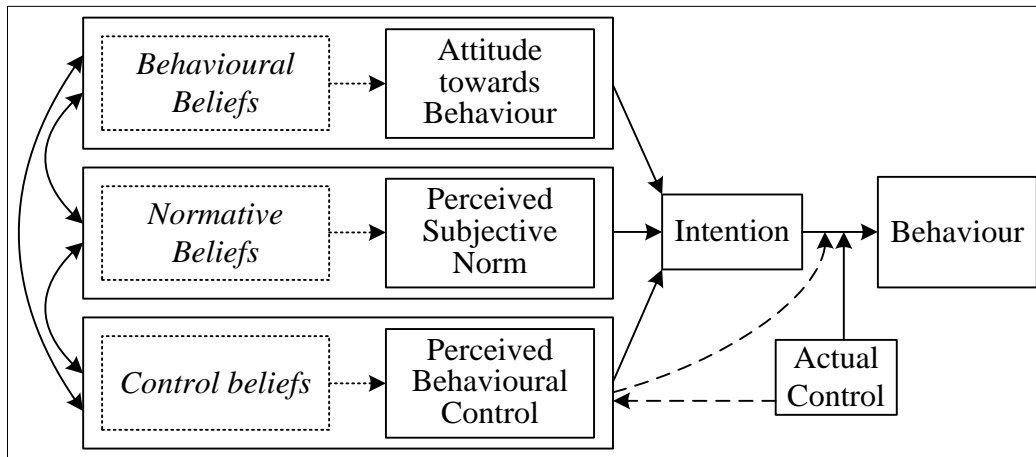 Behavioural
Beliefs
Attitude
towards
Behaviour
Normative
Beliefs
Perceived
Subjective
Norm
Intention
Behaviour
Control beliefs
Perceived
Behavioural
Control
Actual
Control